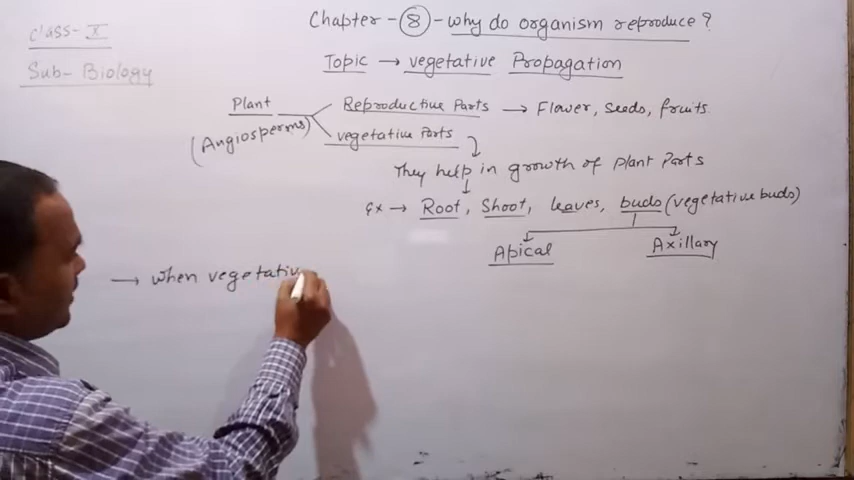 Class - X
Sub- Biology
Chapter - 8 - why do organism reproduce?
Topic → vegetative Propagation
Plant
(Angiosperms)
Reproductive Parts → Flower, Seeds, fruits
vegetative Parts
They help in growth of plant Parts
Ex → Root, Shoot, leaves, buds (vegetative buds)
Apical Axillary
→ when vegetativ